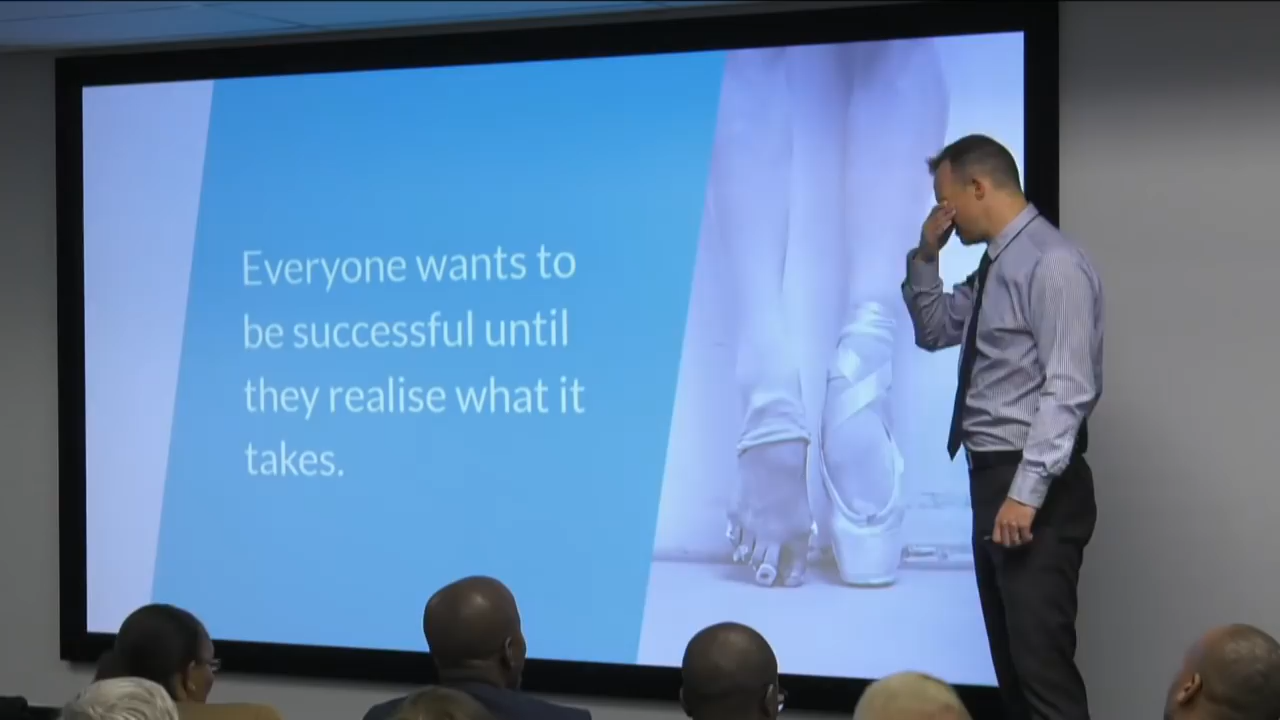 Everyone wants to
be successful until
they realise what it
takes.